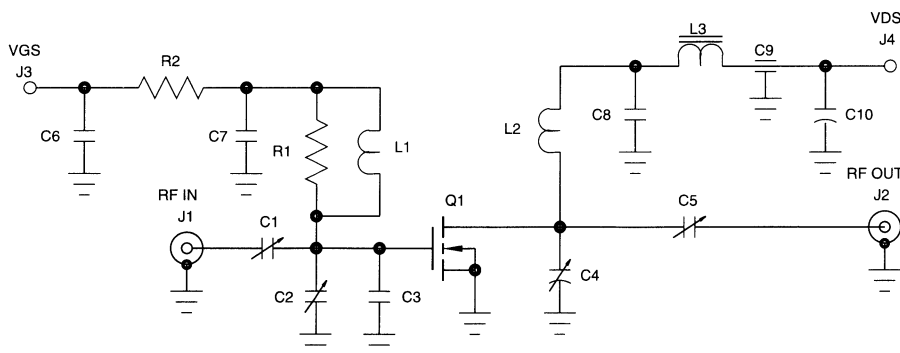 VGS
J3
R2
C6
C7
R1
L1
RF IN
J1
C1
C2
C3
Q1
L2
C8
L3
C9
VDS
J4
C10
C5
C4
RF OUT
J2